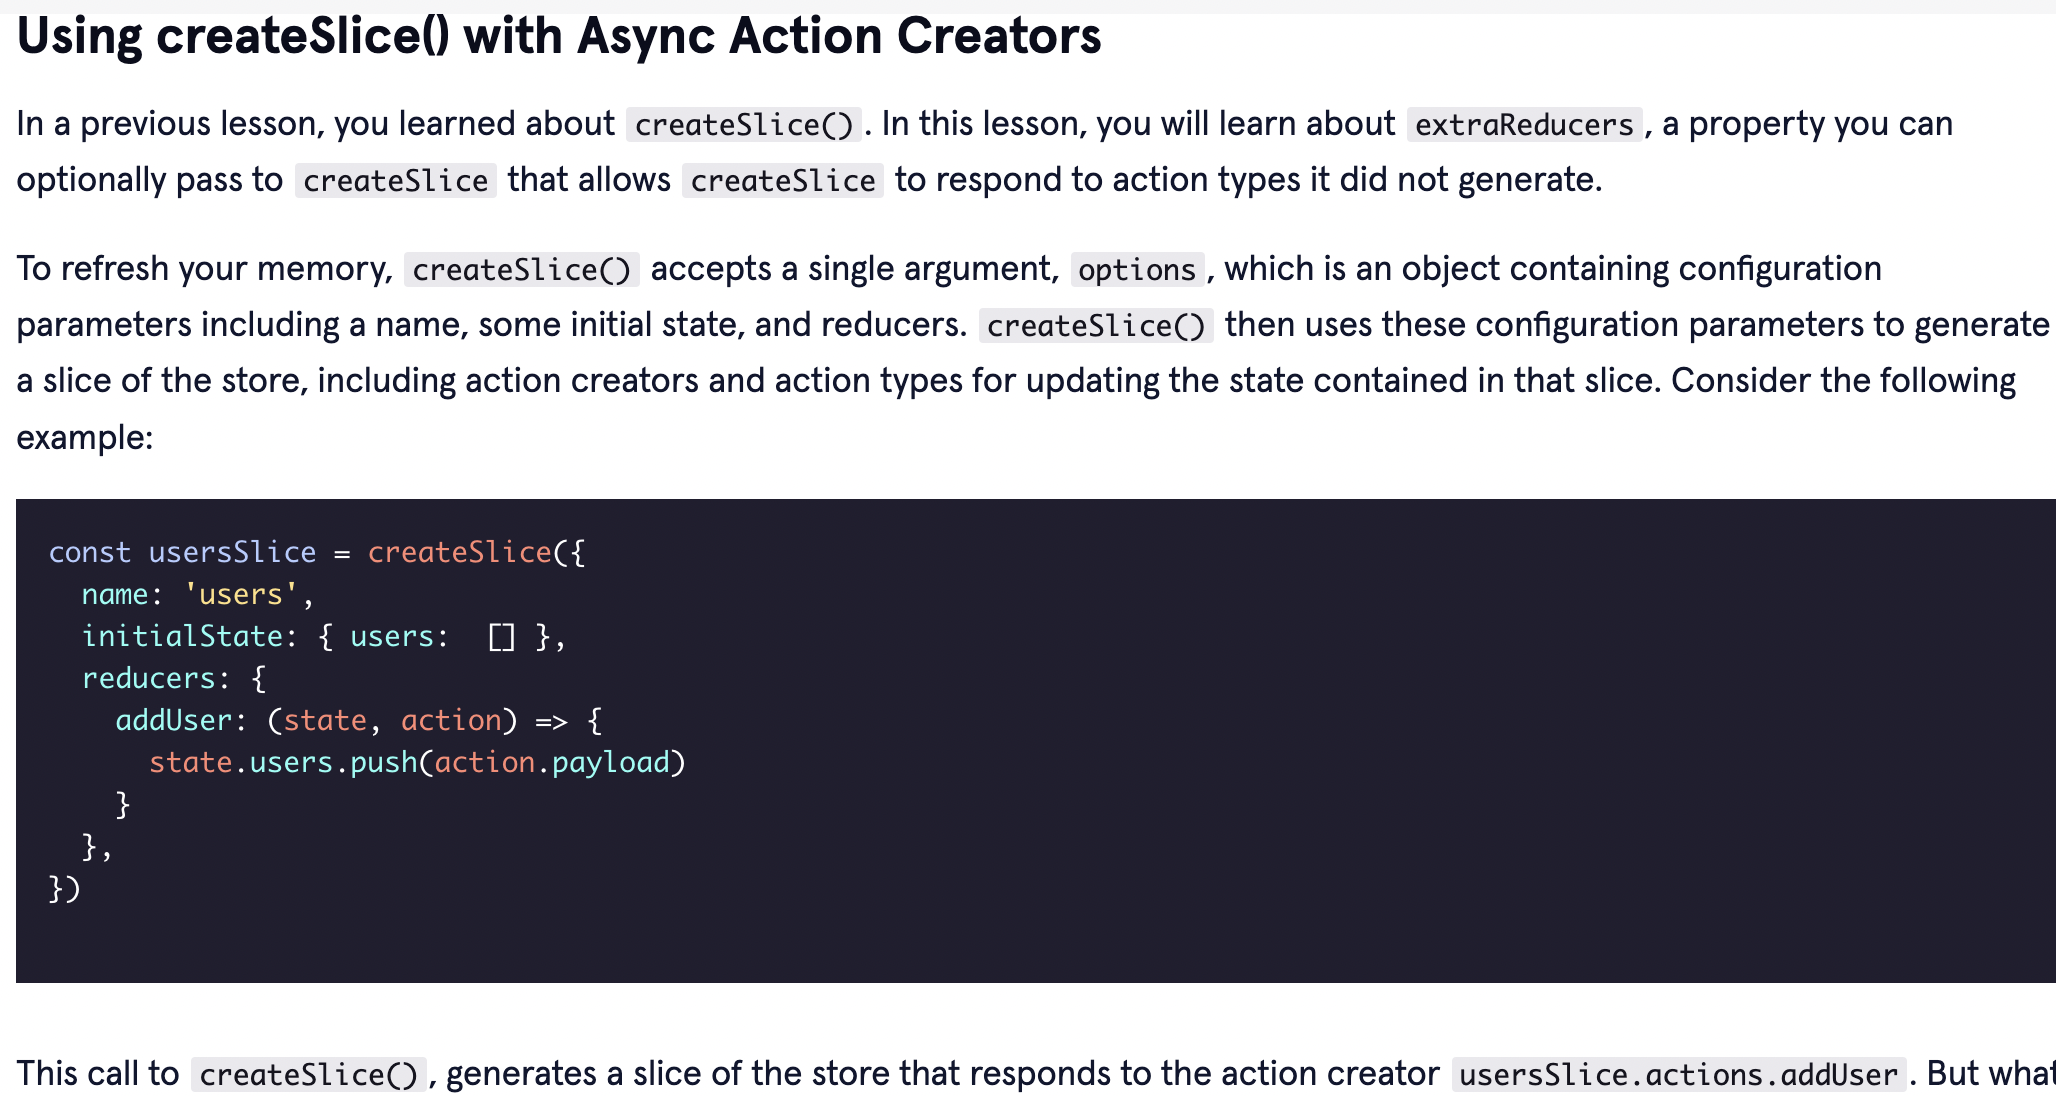 Using createSlice() with Async Action Creators
In a previous lesson, you learned about createSlice(). In this lesson, you will learn about extraReducers, a property you can
optionally pass to createSlice that allows createSlice to respond to action types it did not generate.
To refresh your memory, createSlice() accepts a single argument, options, which is an object containing configuration
parameters including a name, some initial state, and reducers. createSlice() then uses these configuration parameters to generate
a slice of the store, including action creators and action types for updating the state contained in that slice. Consider the following
example:
const usersSlice = createSlice({
  name: 'users',
  initialState: { users:  [] },
  reducers: {
    addUser: (state, action) => {
      state.users.push(action.payload)
    }
  },
})
This call to createSlice(), generates a slice of the store that responds to the action creator usersSlice.actions.addUser. But what